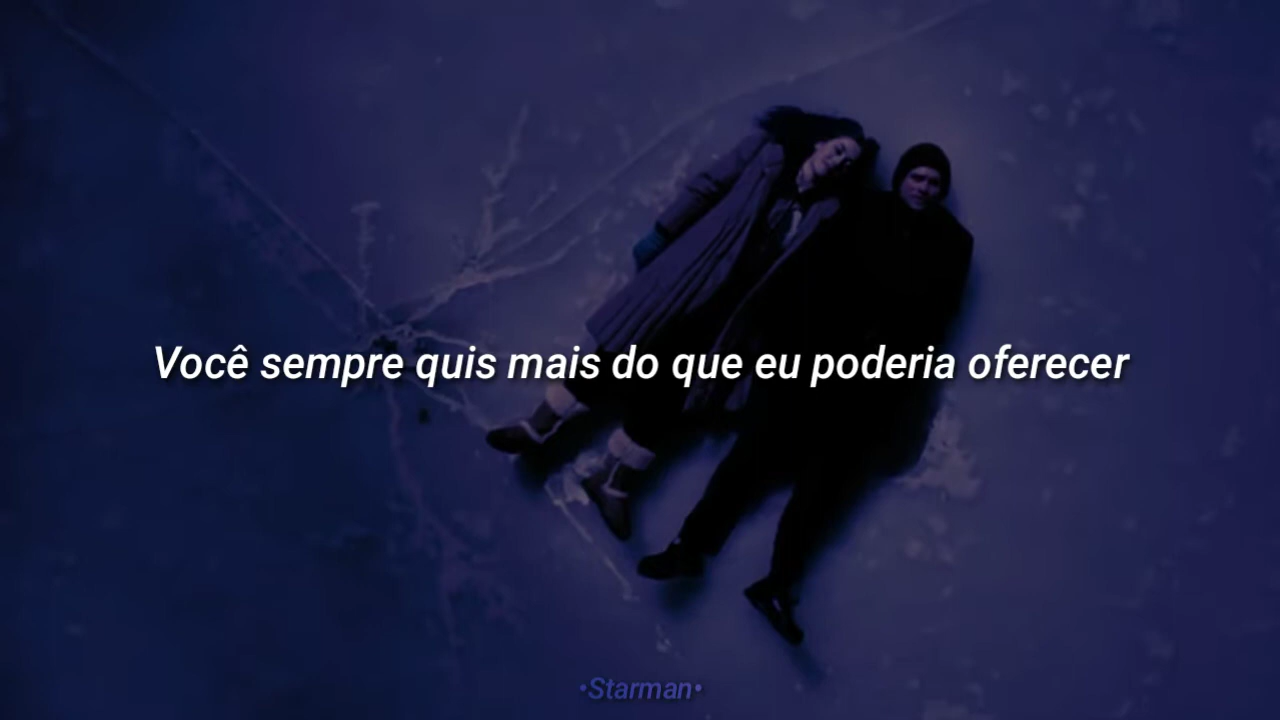 Você sempre quis mais do que eu poderia oferecer
•Starman•